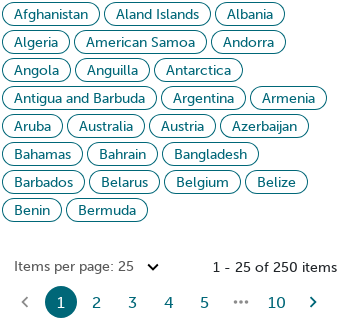 Afghanistan Aland Islands Albania
Algeria American Samoa Andorra
Angola Anguilla Antarctica
Antigua and Barbuda Argentina Armenia
Aruba Australia Austria Azerbaijan
Bahamas Bahrain Bangladesh
Barbados Belarus Belgium Belize
Benin Bermuda
Items per page: 25 1 - 25 of 250 items
1 2 3 4 5 ••• 10